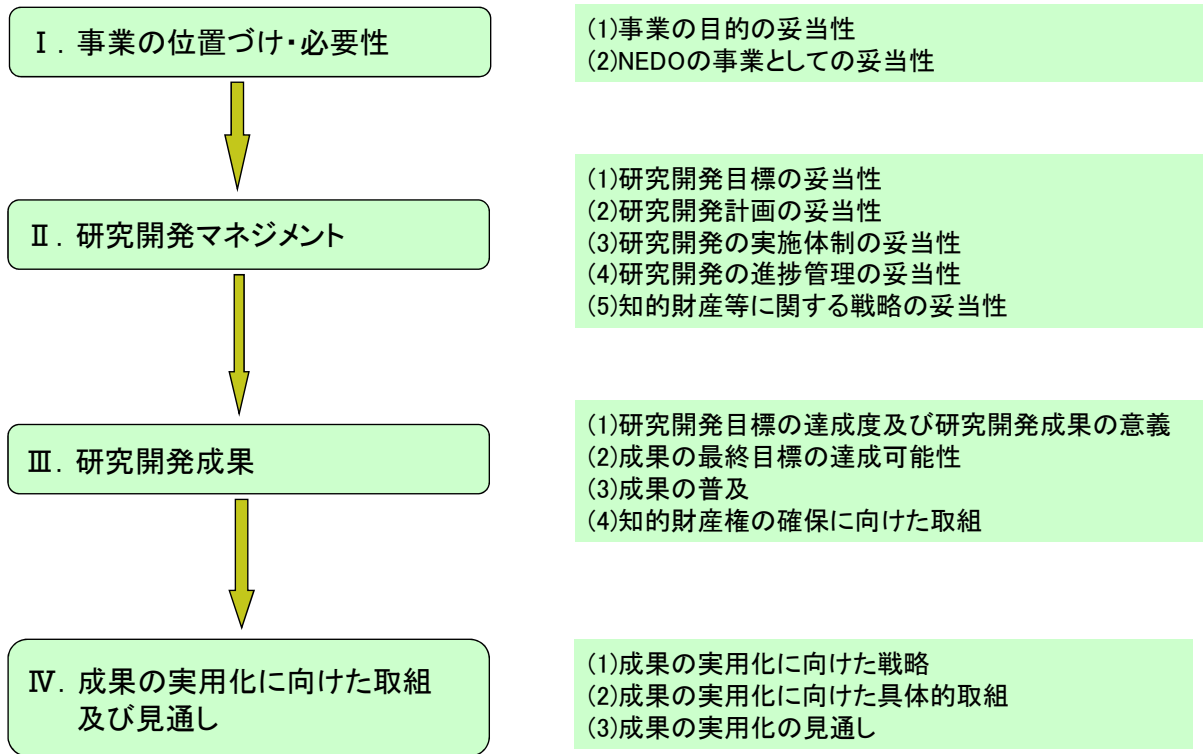 Ⅰ. 事業の位置づけ・必要性
(1)事業の目的の妥当性
(2)NEDOの事業としての妥当性
Ⅱ. 研究開発マネジメント
(1)研究開発目標の妥当性
(2)研究開発計画の妥当性
(3)研究開発の実施体制の妥当性
(4)研究開発の進捗管理の妥当性
(5)知的財産等に関する戦略の妥当性
Ⅲ. 研究開発成果
(1)研究開発目標の達成度及び研究開発成果の意義
(2)成果の最終目標の達成可能性
(3)成果の普及
(4)知的財産権の確保に向けた取組
Ⅳ. 成果の実用化に向けた取組
及び見通し
(1)成果の実用化に向けた戦略
(2)成果の実用化に向けた具体的取組
(3)成果の実用化の見通し